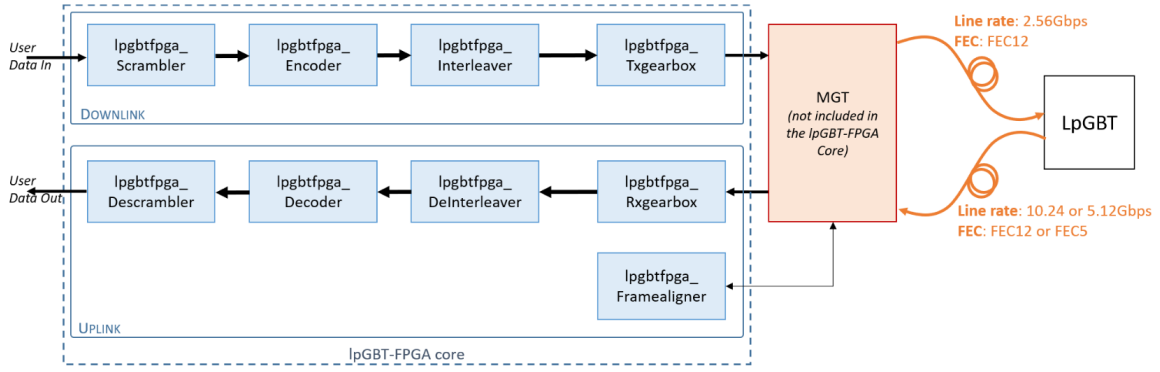 User
Data In
lpgbtfpga_
Scrambler
lpgbtfpga_
Encoder
lpgbtfpga_
Interleaver
lpgbtfpga_
Txgearbox
DOWNLINK
MGT
(not included in
the lpGBT-FPGA
Core)
Line rate: 2.56Gbps
FEC: FEC12
LpGBT
User
Data Out
lpgbtfpga_
Descrambler
lpgbtfpga_
Decoder
lpgbtfpga_
DeInterleaver
lpgbtfpga_
Rxgearbox
Line rate: 10.24 or 5.12Gbps
FEC: FEC12 or FEC5
lpgbtfpga_
Framealigner
UPLINK
lpGBT-FPGA core